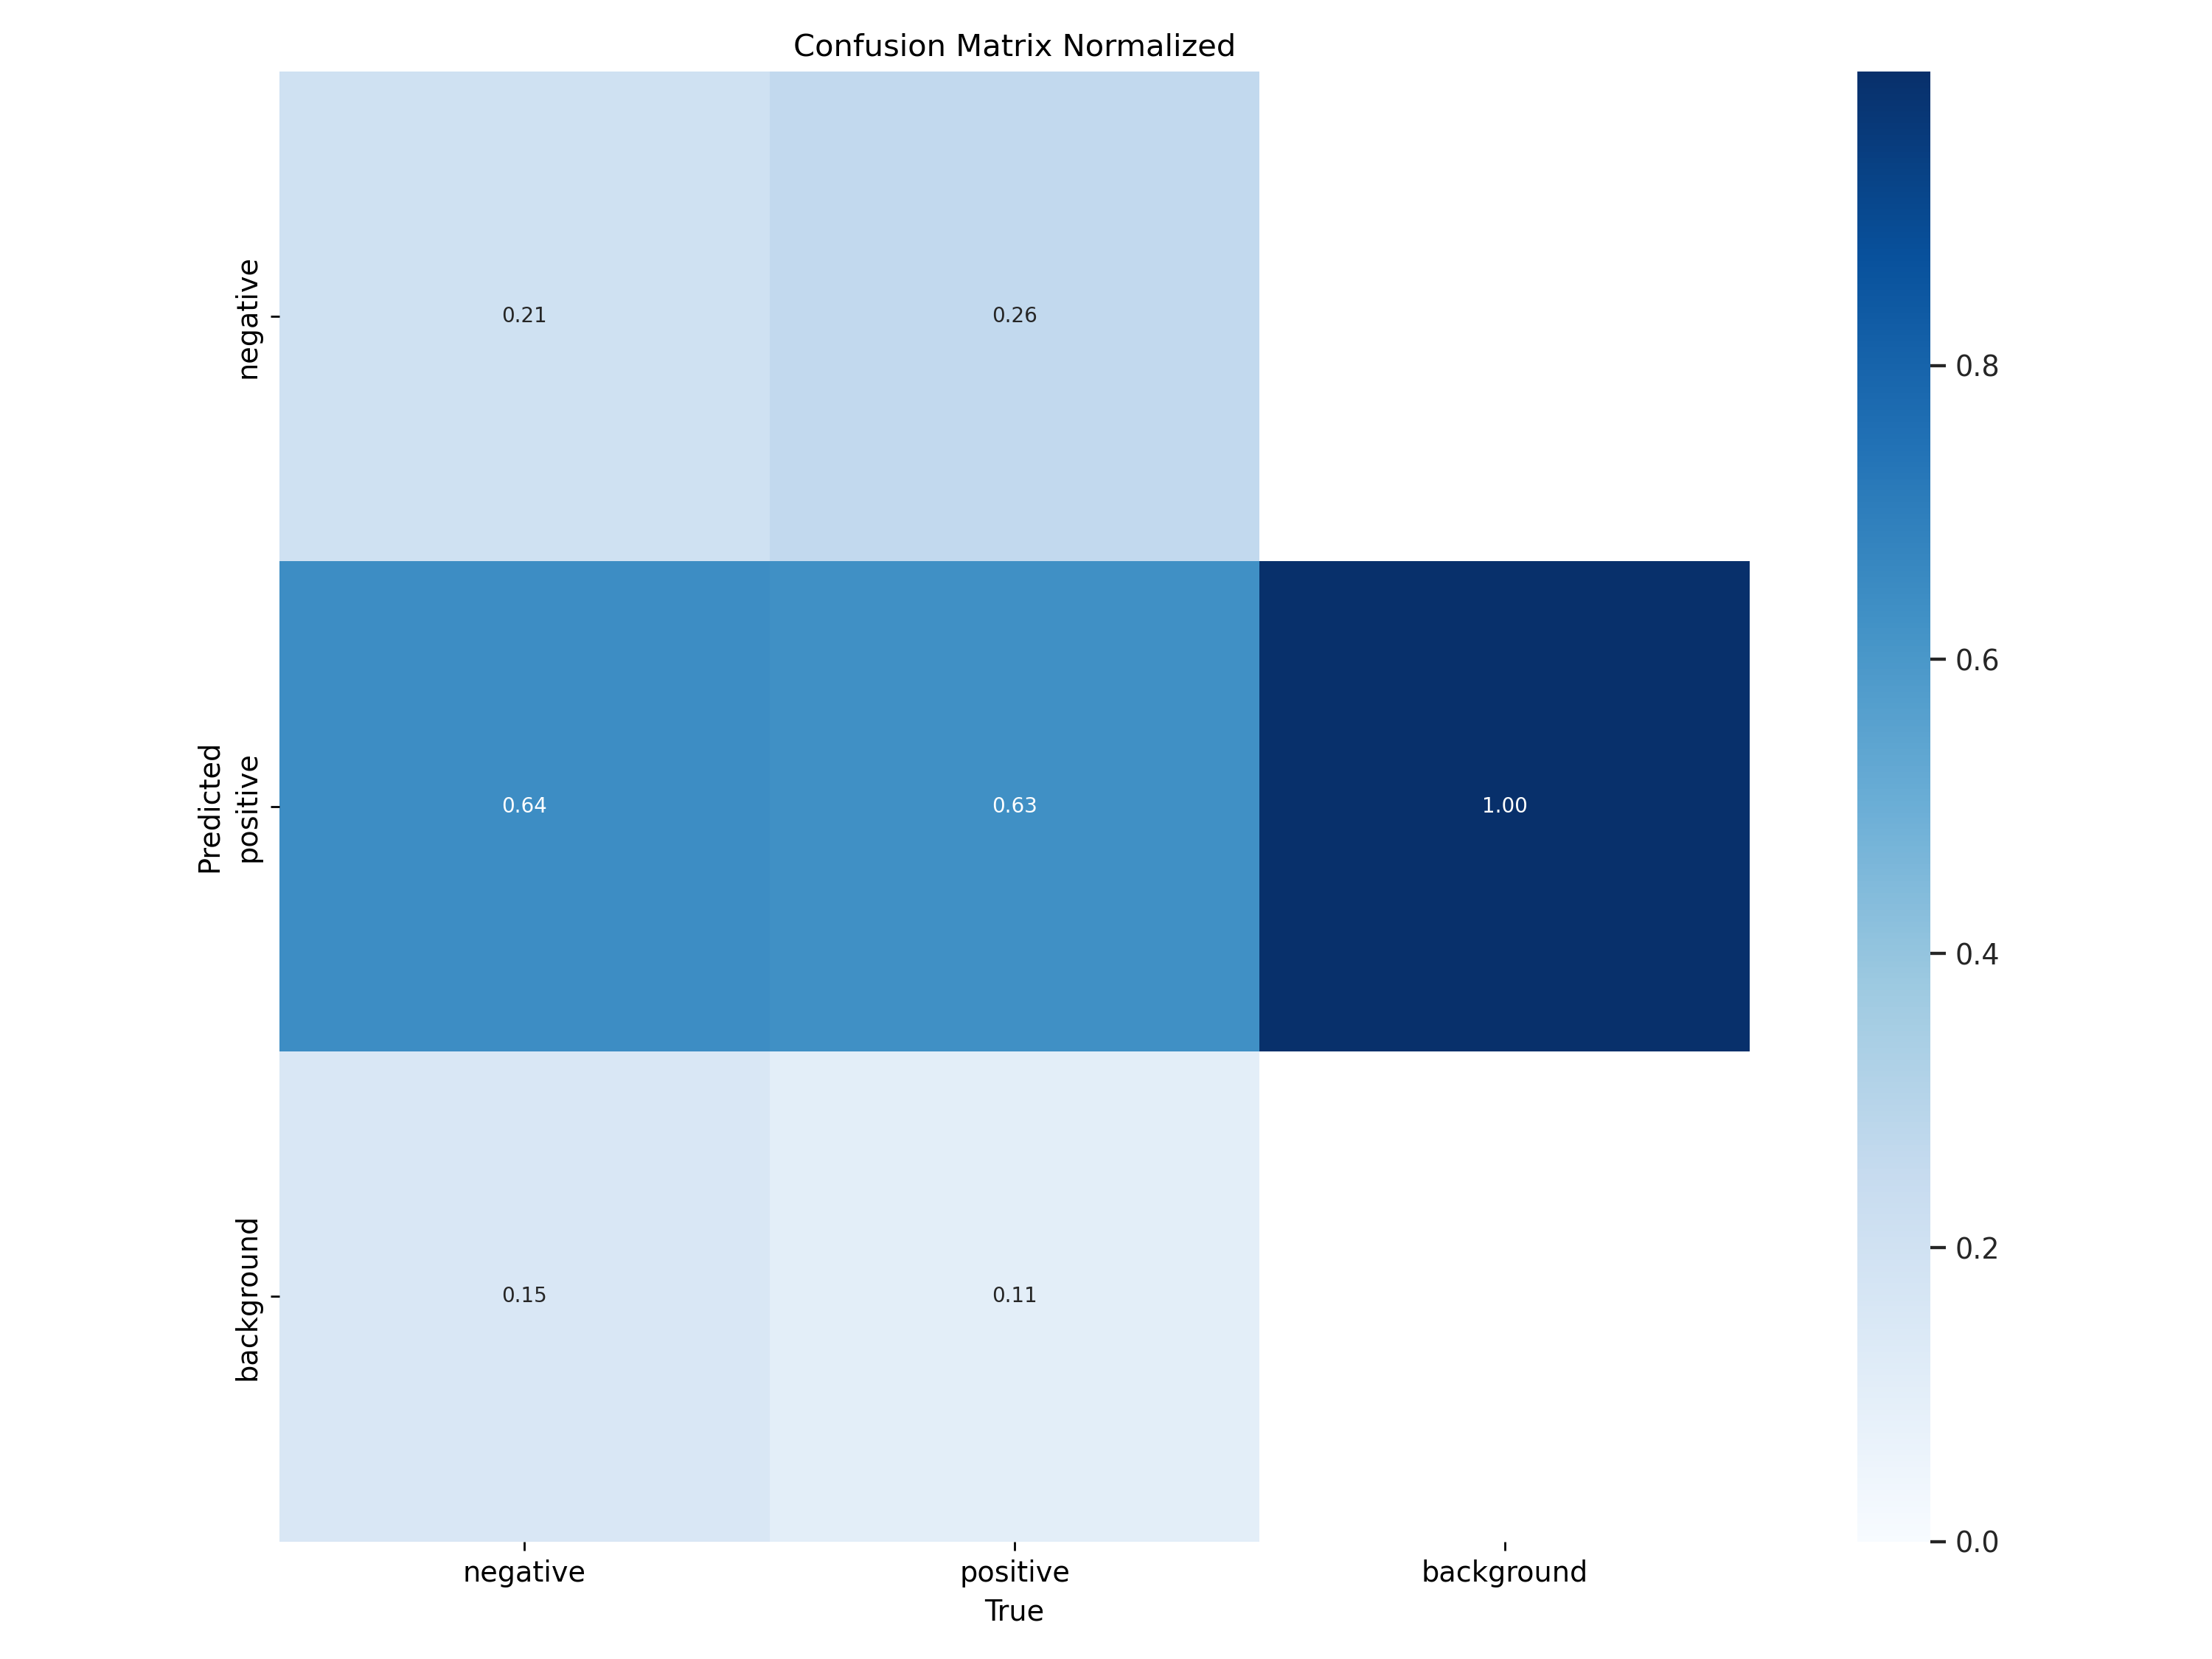 Confusion Matrix Normalized
negative
0.21
0.26
Predicted
positive
0.64
0.63
1.00
background
0.15
0.11
negative
positive
background
True
0.8
0.6
0.4
0.2
0.0